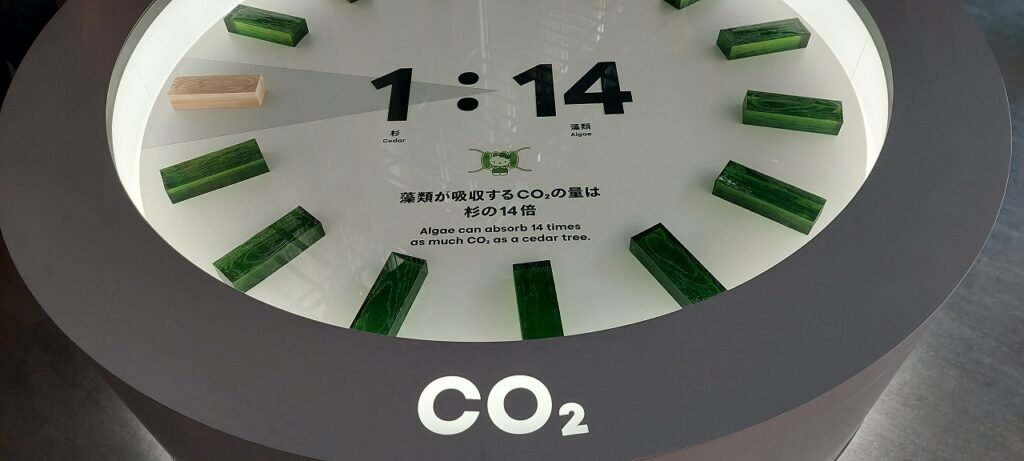 1 : 14
杉 藻類
Cedar Algae
藻類が吸収するCO₂の量は
杉の14倍
Algae can absorb 14 times
as much CO₂ as a cedar tree.
CO₂